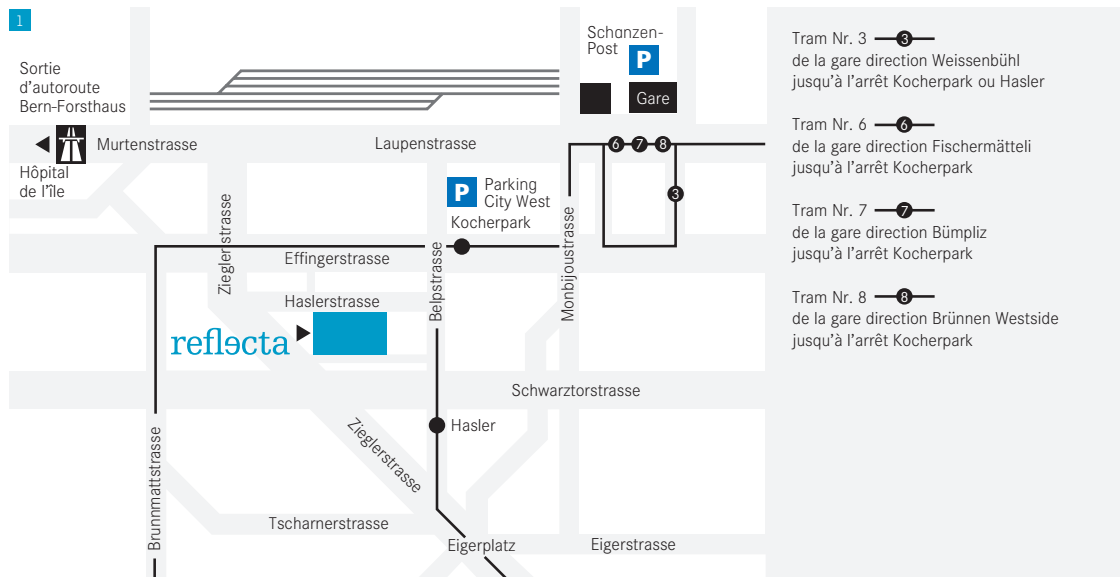 1
Schanzen-
Post
P
Gare
Sortie
d'autoroute
Bern-Forsthaus
Murtenstrasse
Laupenstrasse
6 7 8
Hôpital
de l'île
P
Parking
City West
Kocherpark
3
Zieglerstrasse
Effingerstrasse
Belpstrasse
Monbijoustrasse
Haslerstrasse
reflecta
Schwarztorstrasse
Hasler
Zieglerstrasse
Brunnmattstrasse
Tscharnerstrasse
Eigerplatz
Eigerstrasse
Tram Nr. 3 3
de la gare direction Weissenbühl
jusqu'à l'arrêt Kocherpark ou Hasler
Tram Nr. 6 6
de la gare direction Fischermätteli
jusqu'à l'arrêt Kocherpark
Tram Nr. 7 7
de la gare direction Bümpliz
jusqu'à l'arrêt Kocherpark
Tram Nr. 8 8
de la gare direction Brünnen Westside
jusqu'à l'arrêt Kocherpark